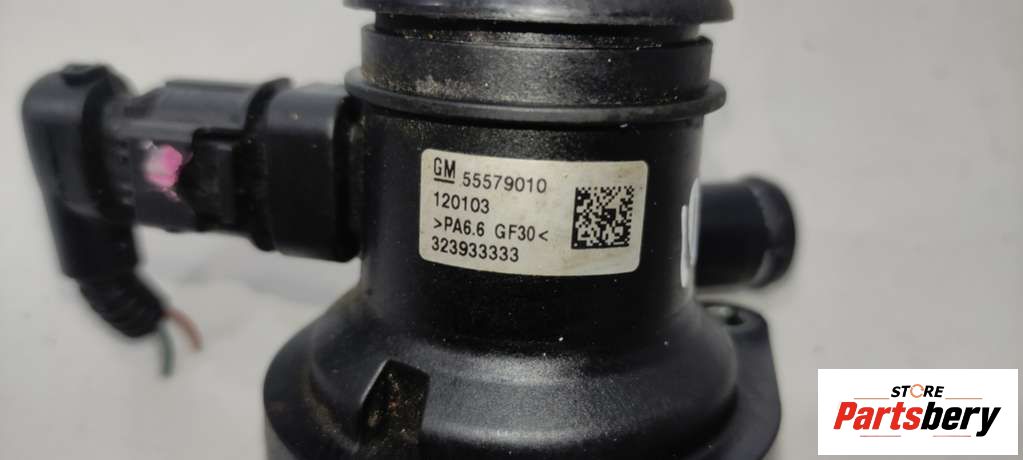 GM 55579010
120103
>PA6.6 GF30<
323933333
STORE
Partsbery